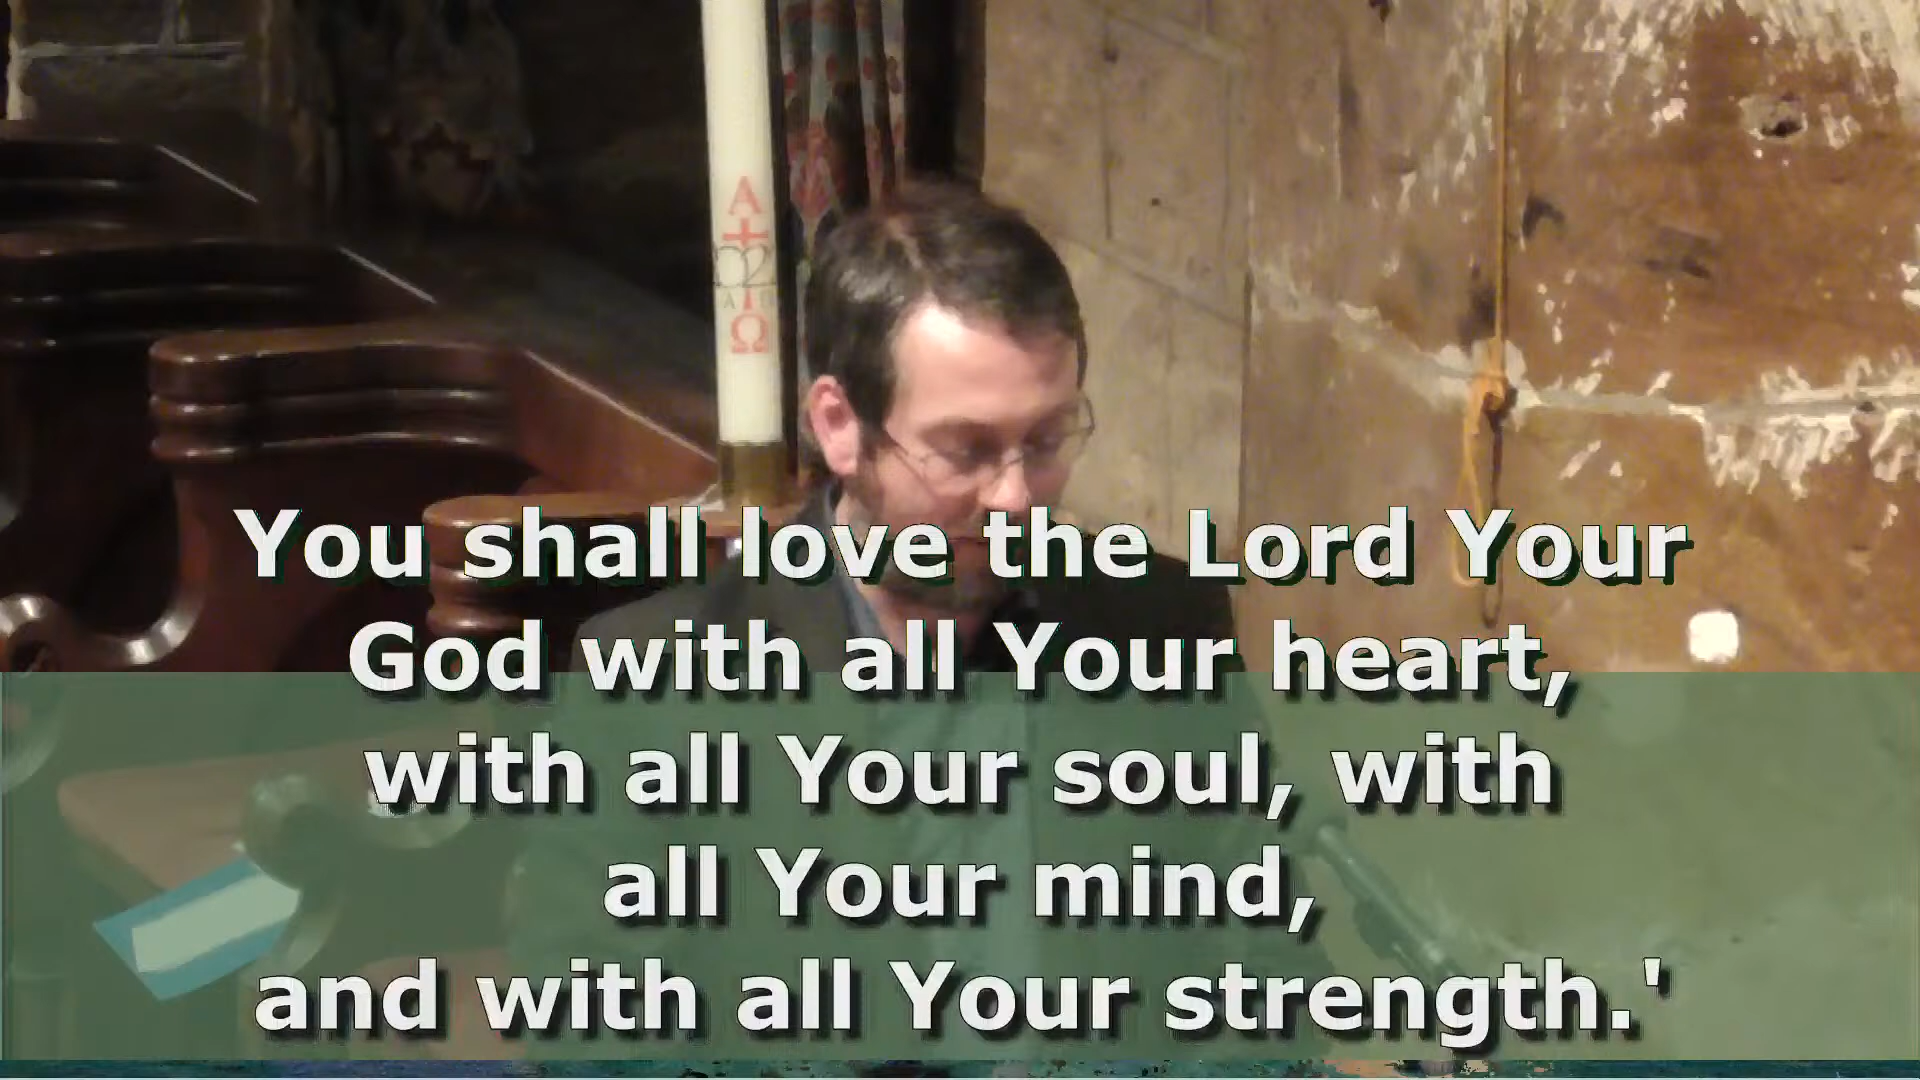 A
Ω
You shall love the Lord Your
God with all Your heart,
with all Your soul, with
all Your mind,
and with all Your strength.'